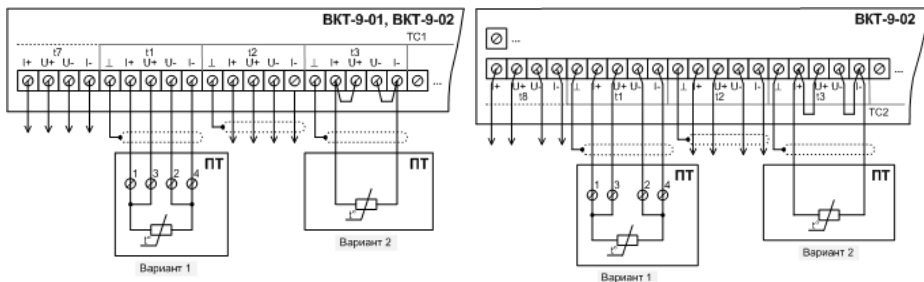 ВКТ-9-01, ВКТ-9-02
ТС1
t7 t1 t2 t3
I+ U+ U- I- ⊥ I+ U+ U- I- ⊥ I+ U+ U- I- ⊥ I+ U+ U- I- ...
ПТ
1 3 2 4
Вариант 1
ПТ
Вариант 2
ВКТ-9-02
...
...
I+ U+ U- I- ⊥ I+ U+ U- I- ⊥ I+ U+ U- I- ⊥ I+ U+ U- I-
t8 t1 t2 t3
ТС2
ПТ
1 3 2 4
Вариант 1
ПТ
Вариант 2